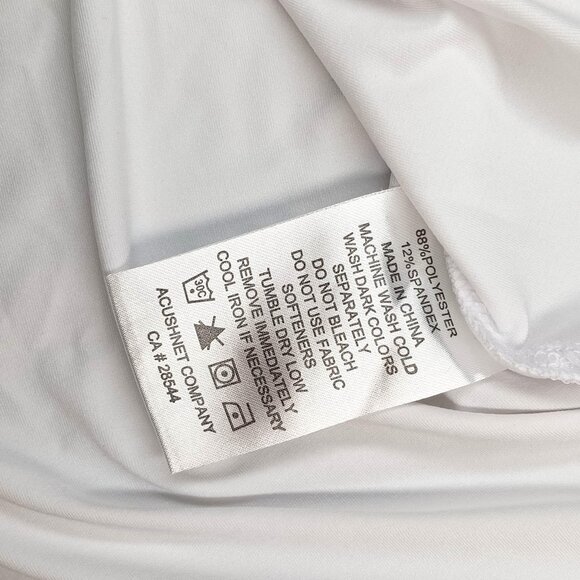 88%POLYESTER
12%SPANDEX
MADE IN CHINA
MACHINE WASH COLD
WASH DARK COLORS
SEPARATELY
DO NOT BLEACH
DO NOT USE FABRIC
SOFTENERS
TUMBLE DRY LOW
REMOVE IMMEDIATELY
COOL IRON IF NECESSARY
30C
ACUSHNET COMPANY
CA # 28544